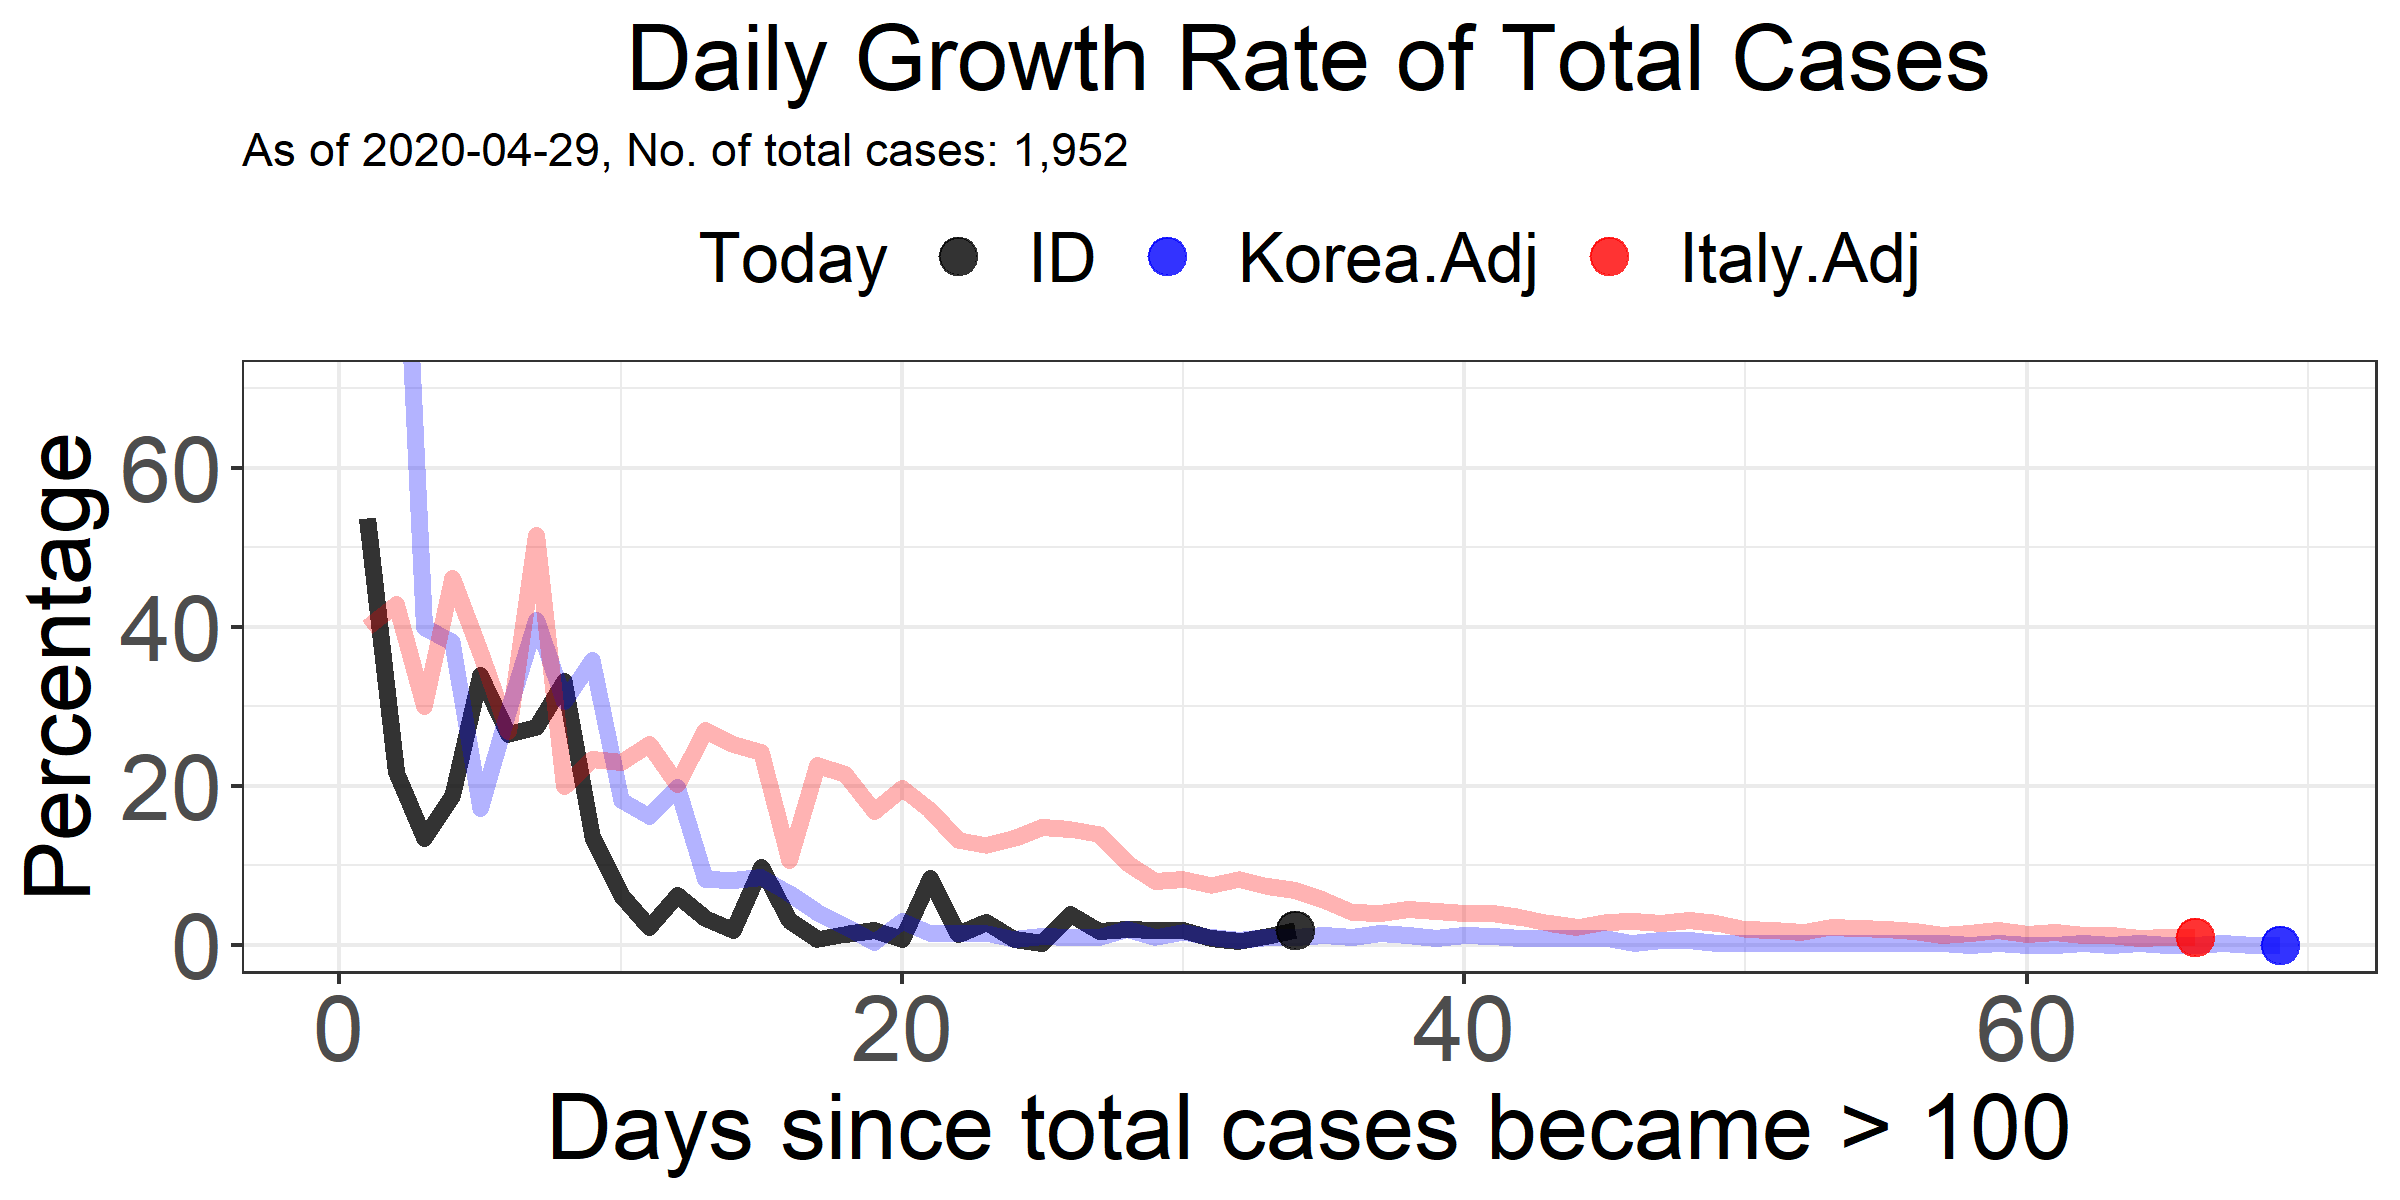 Daily Growth Rate of Total Cases
As of 2020-04-29, No. of total cases: 1,952
Today ID Korea.Adj Italy.Adj
Percentage
60
40
20
0
0 20 40 60
Days since total cases became > 100